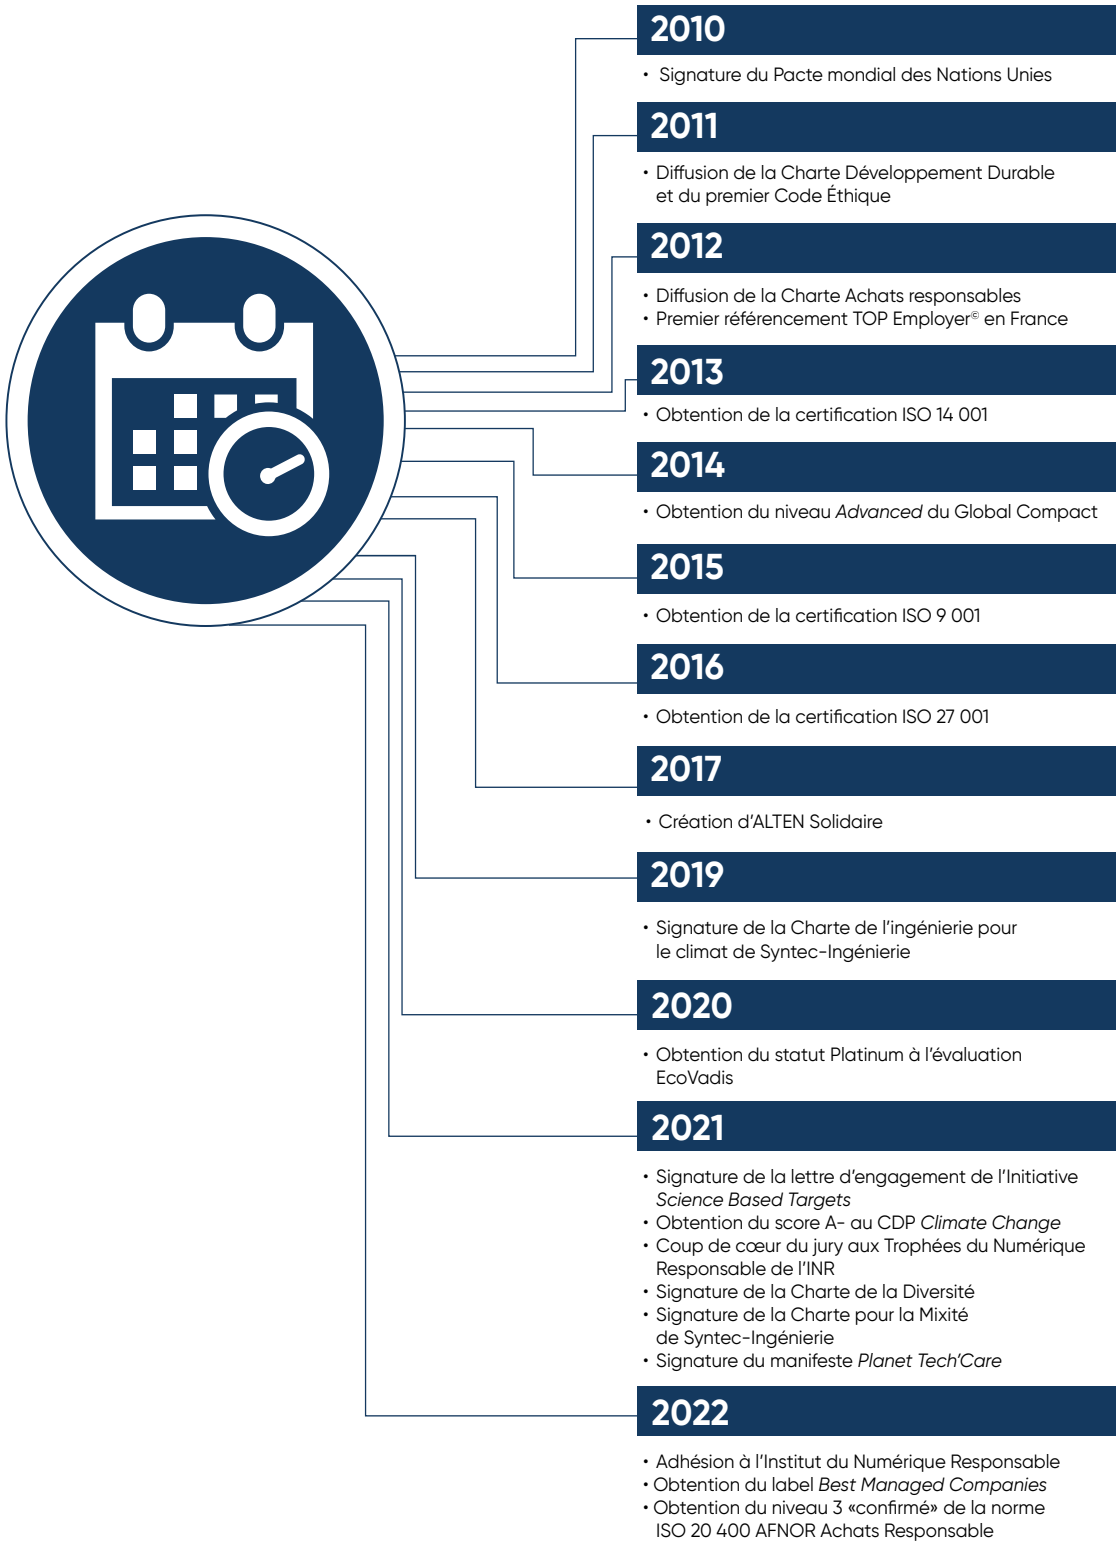 2010
• Signature du Pacte mondial des Nations Unies
2011
• Diffusion de la Charte Développement Durable
et du premier Code Éthique
2012
• Diffusion de la Charte Achats responsables
• Premier référencement TOP Employer© en France
2013
• Obtention de la certification ISO 14 001
2014
• Obtention du niveau Advanced du Global Compact
2015
• Obtention de la certification ISO 9 001
2016
• Obtention de la certification ISO 27 001
2017
• Création d’ALTEN Solidaire
2019
• Signature de la Charte de l’ingénierie pour
le climat de Syntec-Ingénierie
2020
• Obtention du statut Platinum à l’évaluation
EcoVadis
2021
• Signature de la lettre d’engagement de l’Initiative
Science Based Targets
• Obtention du score A- au CDP Climate Change
• Coup de cœur du jury aux Trophées du Numérique
Responsable de l’INR
• Signature de la Charte de la Diversité
• Signature de la Charte pour la Mixité
de Syntec-Ingénierie
• Signature du manifeste Planet Tech’Care
2022
• Adhésion à l’Institut du Numérique Responsable
• Obtention du label Best Managed Companies
• Obtention du niveau 3 «confirmé» de la norme
ISO 20 400 AFNOR Achats Responsable